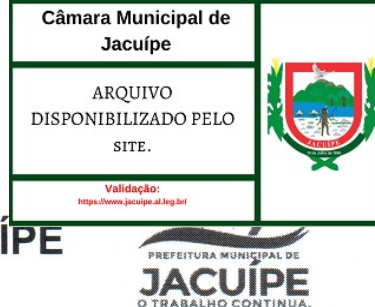 Câmara Municipal de
Jacuípe
ARQUIVO
DISPONIBILIZADO PELO
SITE.
Validação:
https://www.jacuipe.al.leg.br/
JACUÍPE
ÍPE
PREFEITURA MUNICIPAL DE
JACUÍPE
O TRABALHO CONTINUA.